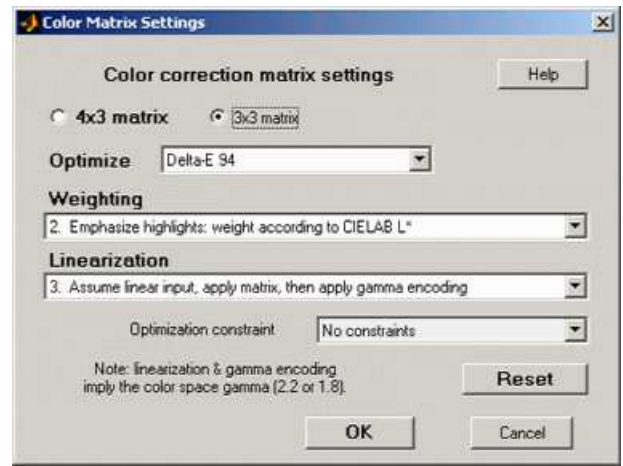 Color Matrix Settings
Color correction matrix settings
Help
4x3 matrix
3x3 matrix
Optimize
Delta-E 94
Weighting
2. Emphasize highlights: weight according to CIELAB L*
Linearization
3. Assume linear input, apply matrix, then apply gamma encoding
Optimization constraint
No constraints
Note: linearization & gamma encoding
imply the color space gamma (2.2 or 1.8).
Reset
OK
Cancel